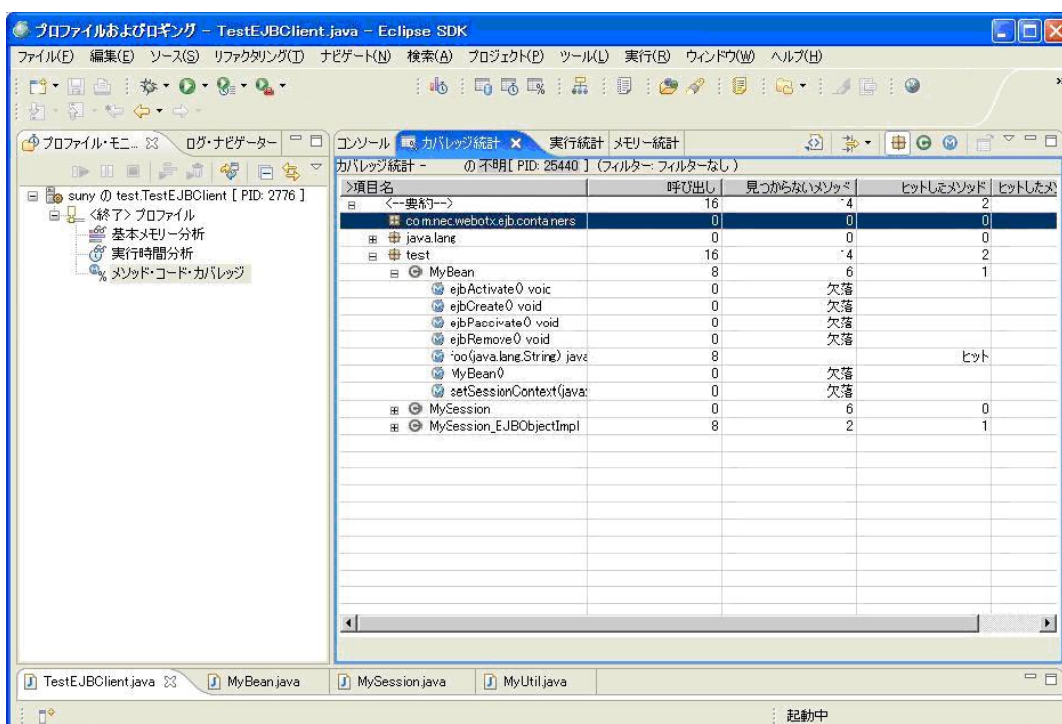 プロファイルおよびロギング - TestEJBClient.java - Eclipse SDK
ファイル(F) 編集(E) ソース(S) リファクタリング(T) ナビゲート(N) 検索(A) プロジェクト(P) ツール(L) 実行(R) ウィンドウ(W) ヘルプ(H)
プロファイル・モニ... ログ・ナビゲーター
suny の test.TestEJBClient [ PID: 2776 ]
<終了> プロファイル
基本メモリー分析
実行時間分析
メソッド・コード・カバレッジ
コンソール カバレッジ統計 実行統計 メモリー統計
カバレッジ統計 - の 不明[ PID: 25440 ] (フィルター: フィルターなし )
>項目名 呼び出し 見つからないメソッド ヒットしたメソッド ヒットしたメソ
<--要約--> 16 14 2
com.nec.webotx.ejb.containers 0 0 0
java.lang 0 0 0
test 16 14 2
MyBean 8 6 1
ejbActivate() void 0 欠落
ejbCreate() void 0 欠落
ejbPassivate() void 0 欠落
ejbRemove() void 0 欠落
foo(java.lang.String) java 8 ヒット
MyBean() 0 欠落
setSessionContext(javax 0 欠落
MySession 0 6 0
MySession_EJBObjectImpl 8 2 1
TestEJBClient.java MyBean.java MySession.java MyUtil.java
起動中